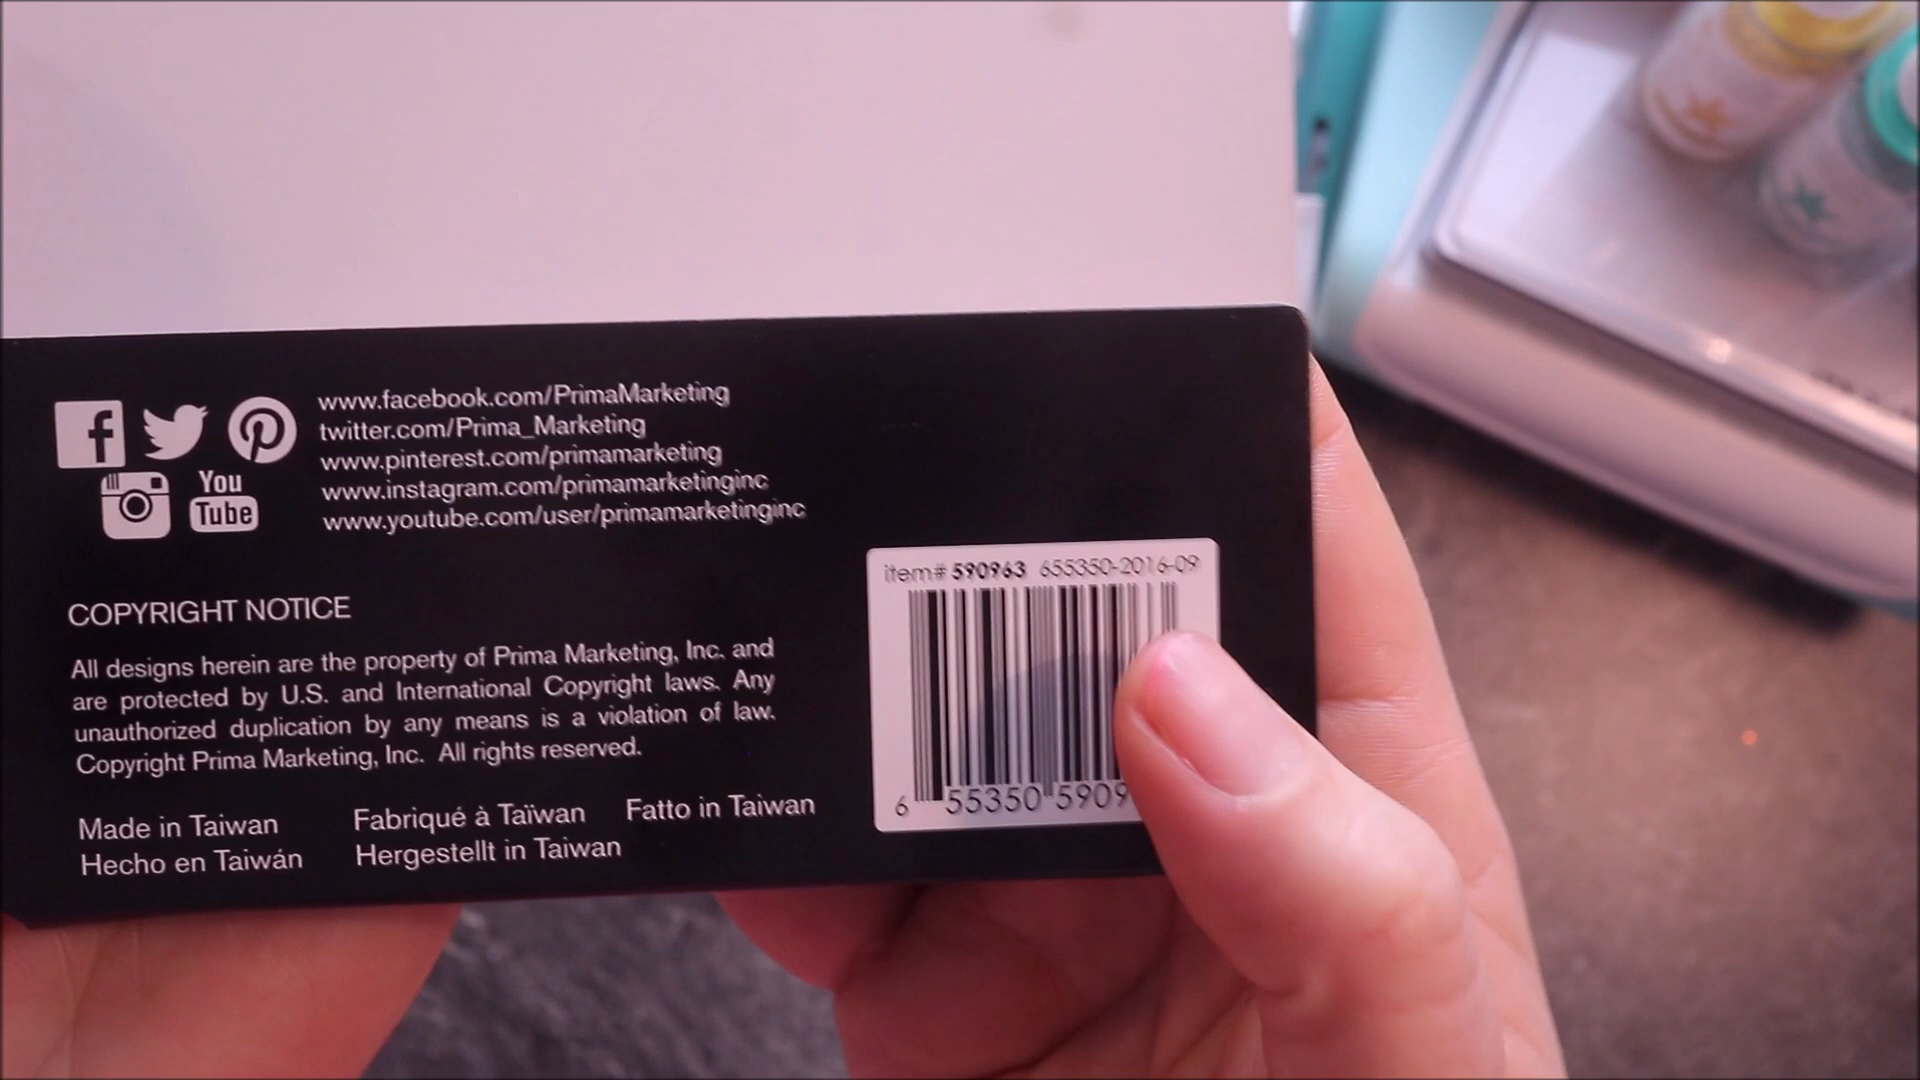 www.facebook.com/PrimaMarketing
twitter.com/Prima_Marketing
www.pinterest.com/primamarketing
www.instagram.com/primamarketinginc
You
Tube
www.youtube.com/user/primamarketinginc
COPYRIGHT NOTICE
All designs herein are the property of Prima Marketing, Inc. and
are protected by U.S. and International Copyright laws. Any
unauthorized duplication by any means is a violation of law.
Copyright Prima Marketing, Inc. All rights reserved.
Made in Taiwan Fabriqué à Taïwan Fatto in Taiwan
Hecho en Taiwán Hergestellt in Taiwan
item# 590963 655350-2016-09
6 55350 5909